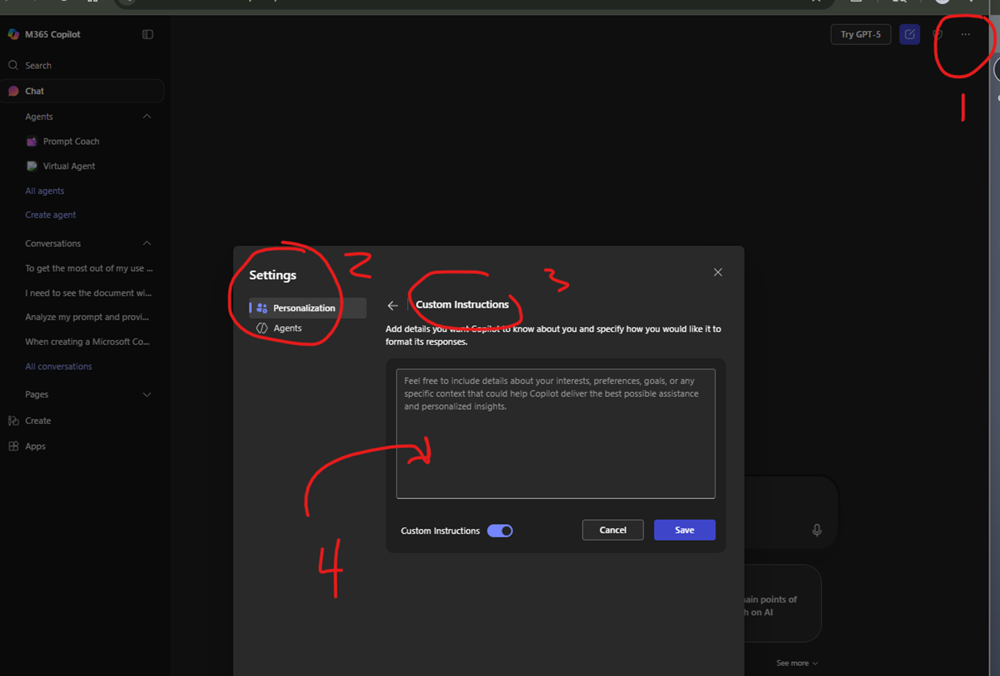 M365 Copilot
Try GPT-5
Search
Chat
1
Agents
Prompt Coach
Virtual Agent
All agents
Create agent
Conversations
To get the most out of my use ...
I need to see the document wi...
Analyze my prompt and provi...
When creating a Microsoft Co...
All conversations
Pages
Create
Apps
Settings
2
Personalization
Agents
Custom Instructions
3
Add details you want Copilot to know about you and specify how you would like it to
format its responses.
Feel free to include details about your interests, preferences, goals, or any
specific context that could help Copilot deliver the best possible assistance
and personalized insights.
4
Custom Instructions
Cancel
Save
points of
on AI
See more